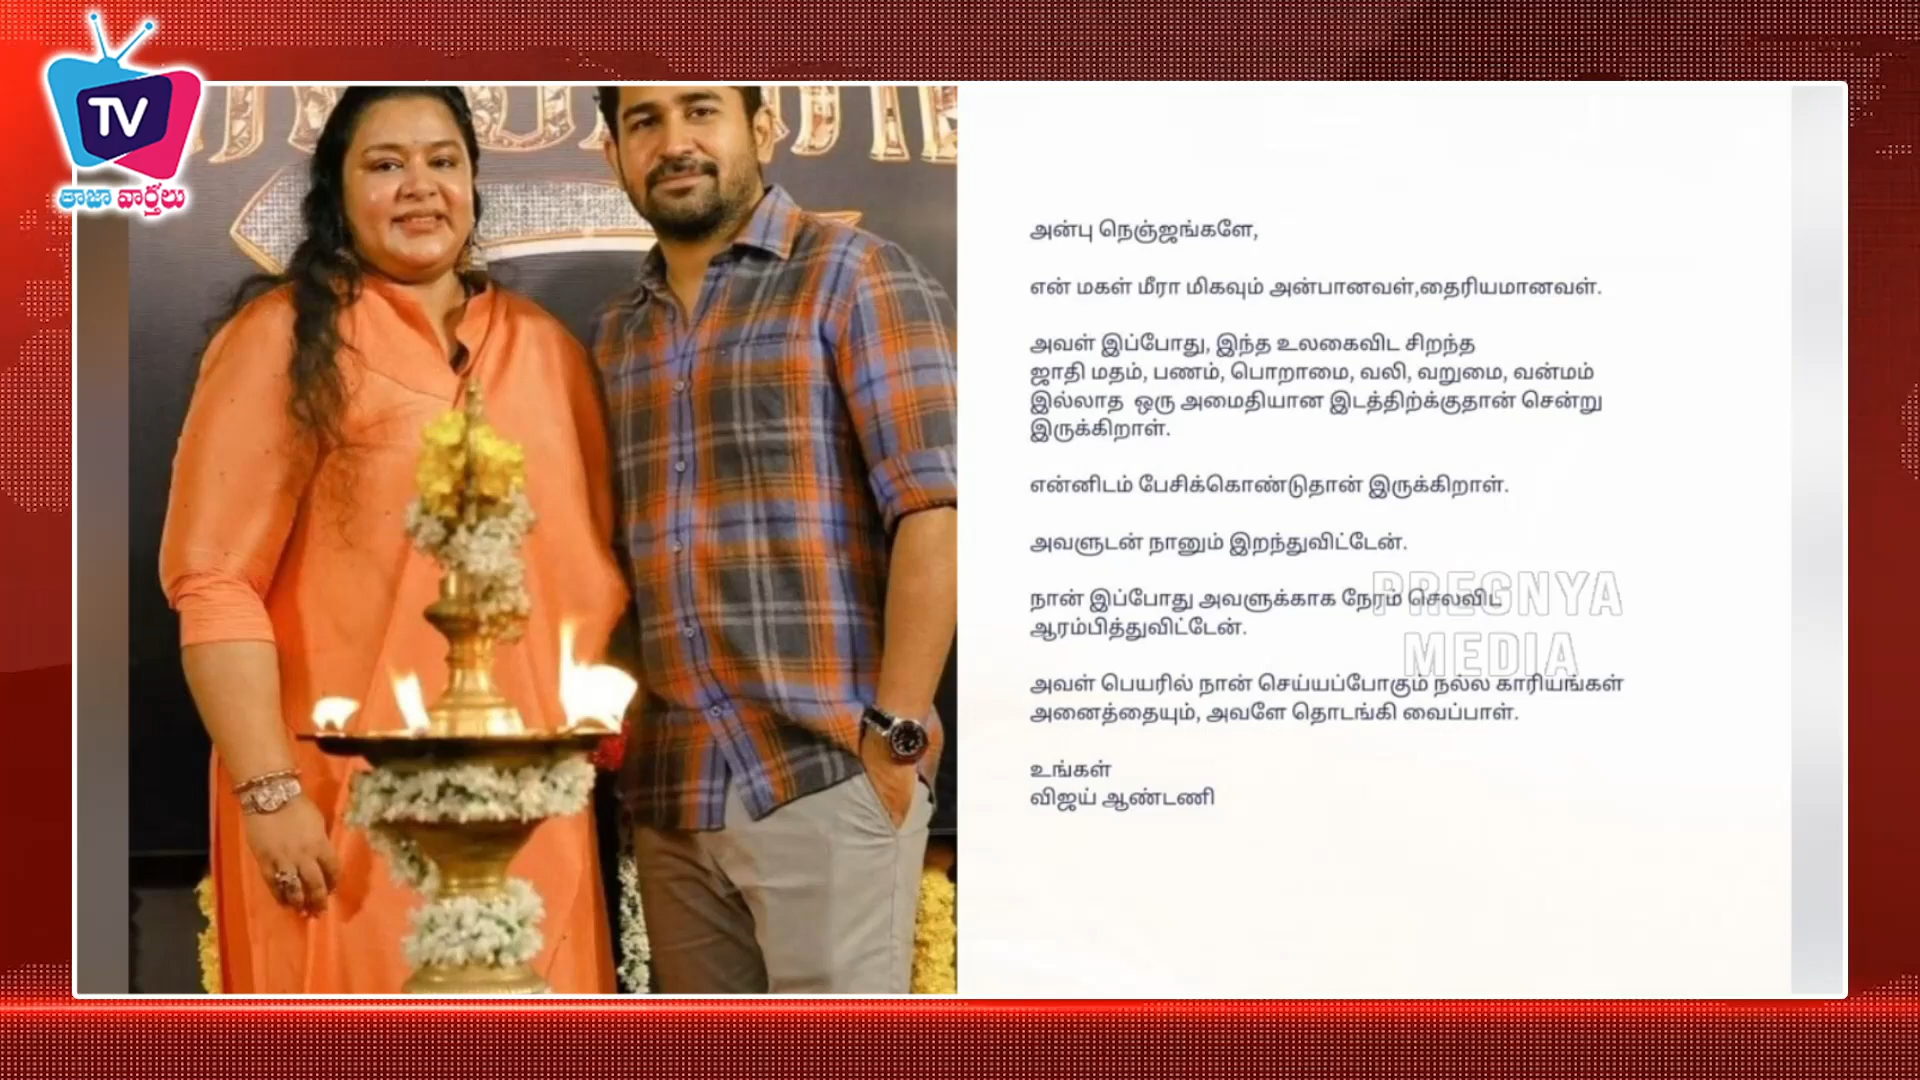 TV
తాజా వార్తలు
அன்பு நெஞ்ஜங்களே,
என் மகள் மீரா மிகவும் அன்பானவள்,தைரியமானவள்.
அவள் இப்போது, இந்த உலகைவிட சிறந்த
ஜாதி மதம், பணம், பொறாமை, வலி, வறுமை, வன்மம்
இல்லாத ஒரு அமைதியான இடத்திற்க்குதான் சென்று
இருக்கிறாள்.
என்னிடம் பேசிக்கொண்டுதான் இருக்கிறாள்.
அவளுடன் நானும் இறந்துவிட்டேன்.
நான் இப்போது அவளுக்காக நேரம் செலவிட
ஆரம்பித்துவிட்டேன்.
அவள் பெயரில் நான் செய்யப்போகும் நல்ல காரியங்கள்
அனைத்தையும், அவளே தொடங்கி வைப்பாள்.
உங்கள்
விஜய் ஆண்டணி
PREGNYA
MEDIA